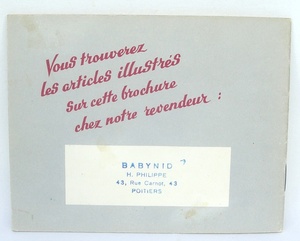 Vous trouverez
les articles illustrés
sur cette brochure
chez notre revendeur :
BABYNID
H. PHILIPPE
43, Rue Carnot, 43
POITIERS